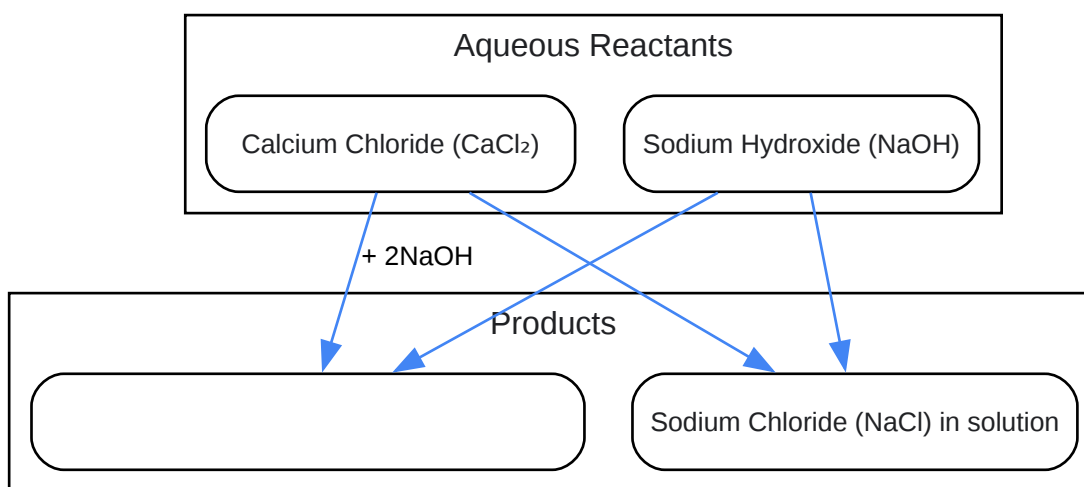 Aqueous Reactants
Calcium Chloride (CaCl₂)
Sodium Hydroxide (NaOH)
+ 2NaOH
Products
Sodium Chloride (NaCl) in solution